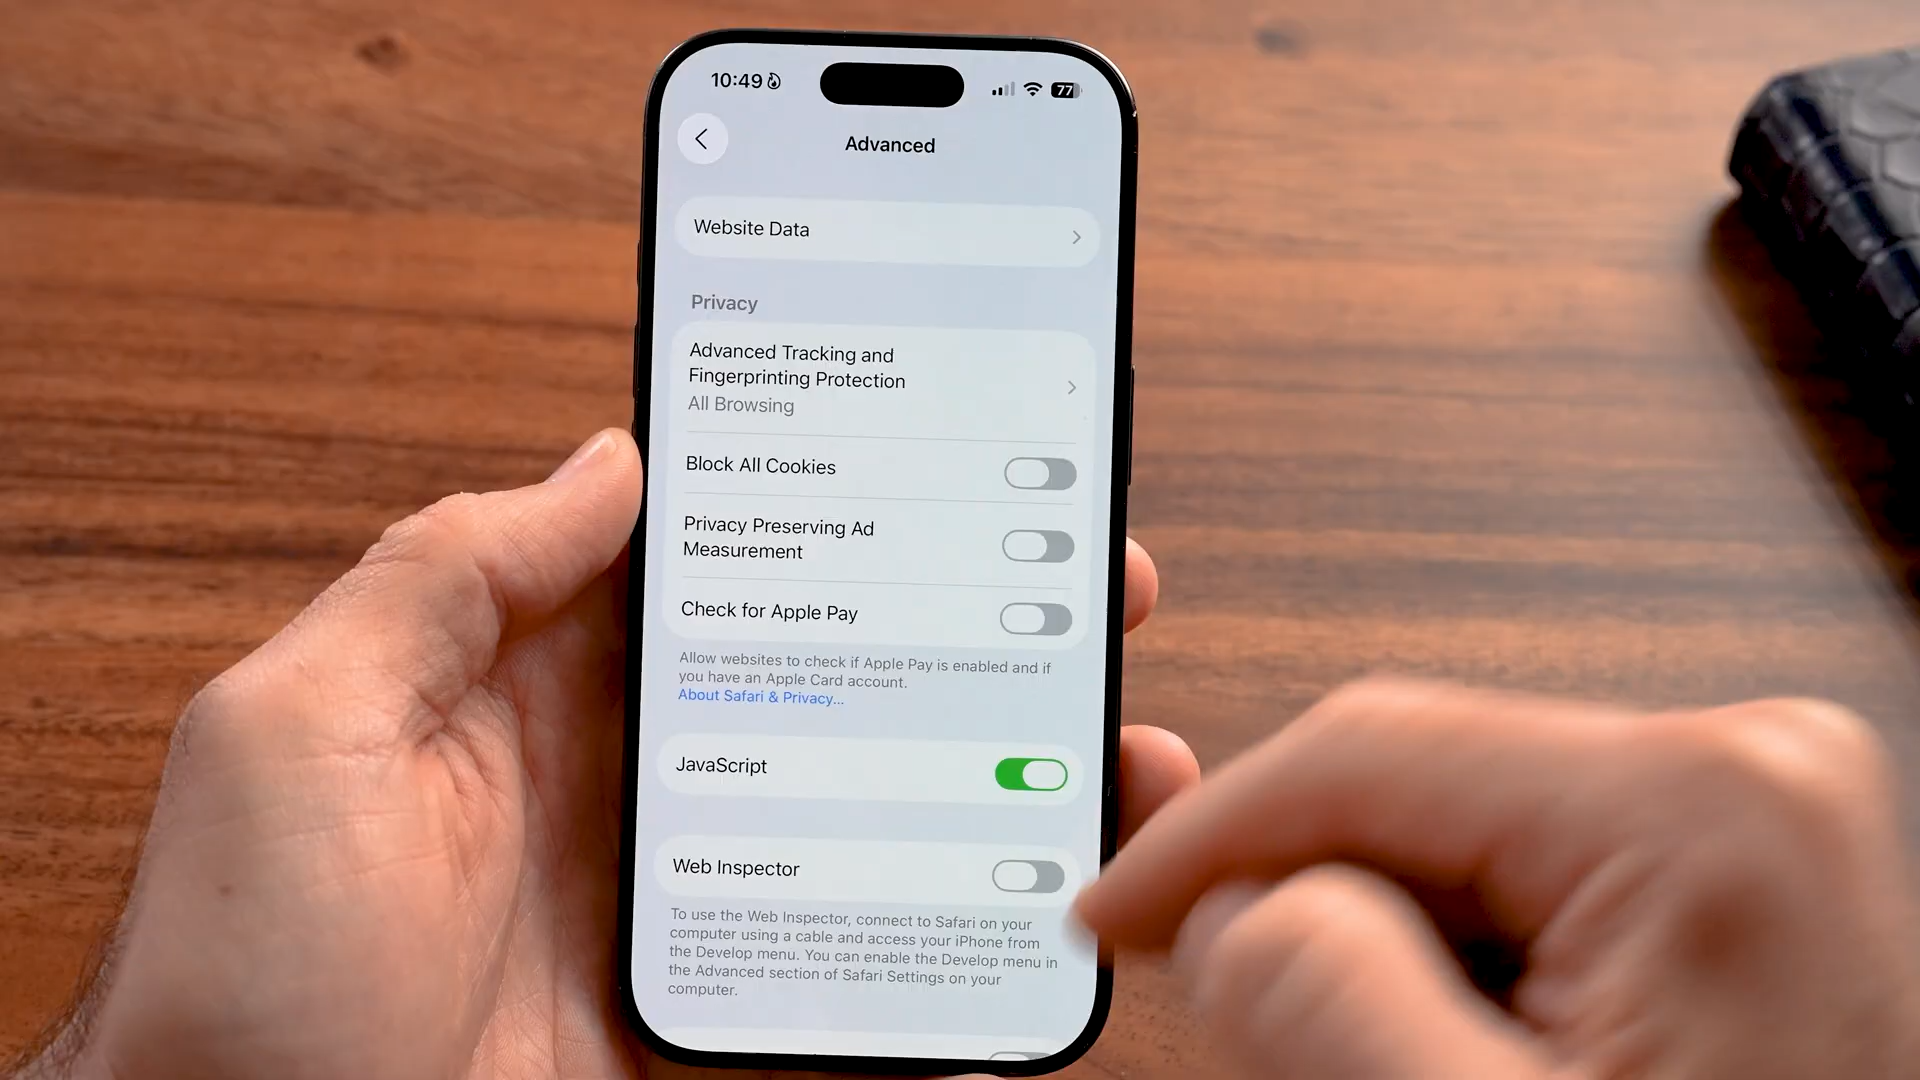 10:49
77
Advanced
Website Data
Privacy
Advanced Tracking and
Fingerprinting Protection
All Browsing
Block All Cookies
Privacy Preserving Ad
Measurement
Check for Apple Pay
Allow websites to check if Apple Pay is enabled and if
you have an Apple Card account.
About Safari & Privacy...
JavaScript
Web Inspector
To use the Web Inspector, connect to Safari on your
computer using a cable and access your iPhone from
the Develop menu. You can enable the Develop menu in
the Advanced section of Safari Settings on your
computer.